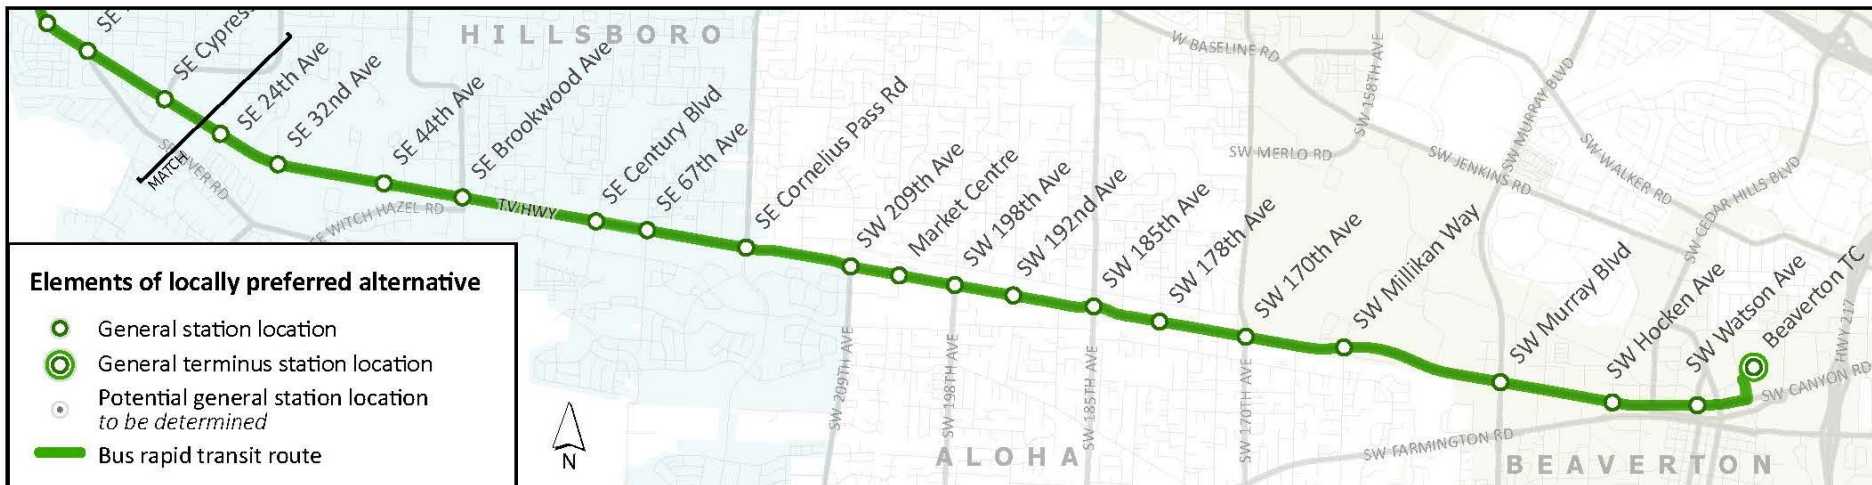 HILLSBORO
SE Cypress
SE 24th Ave
SE 32nd Ave
SE 44th Ave
SE Brookwood Ave
SE Century Blvd
SE 67th Ave
SE Cornelius Pass Rd
SW 209th Ave
Market Centre
SW 198th Ave
SW 192nd Ave
SW 185th Ave
SW 178th Ave
SW 170th Ave
SW Millikan Way
SW Murray Blvd
SW Hocken Ave
SW Watson Ave
Beaverton TC
MATCH
RIVER RD
SE WITCH HAZEL RD
TV HWY
W BASELINE RD
SW 158TH AVE
SW MERLO RD
SW JENKINS RD
SW MURRAY BLVD
SW WALKER RD
SW CEDAR HILLS BLVD
HWY 217
SW CANYON RD
SW FARMINGTON RD
SW 209TH AVE
SW 198TH AVE
SW 185TH AVE
SW 170TH AVE
ALOHA
BEAVERTON
Elements of locally preferred alternative
General station location
General terminus station location
Potential general station location
to be determined
Bus rapid transit route
N